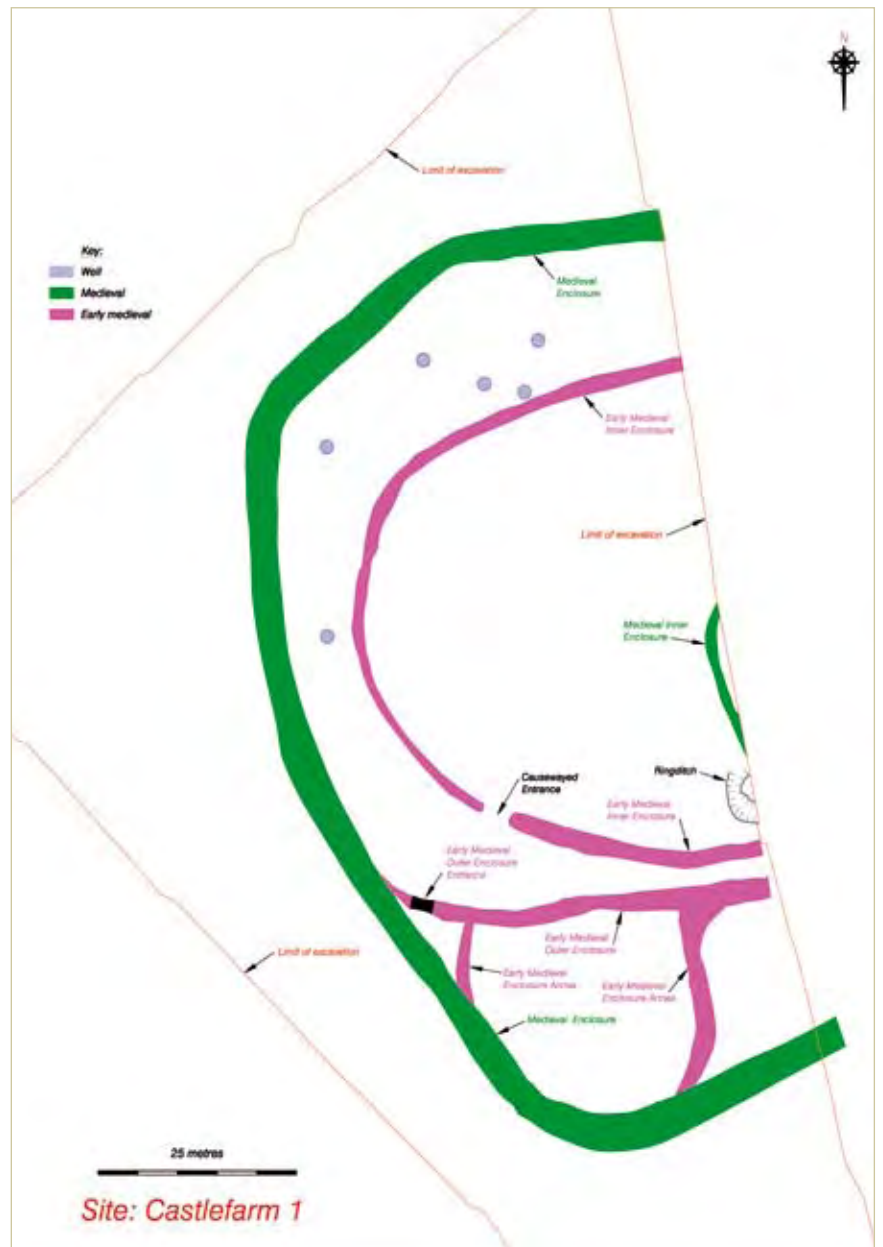 N
Limit of excavation
Key:
Well
Medieval
Early medieval
Medieval
Enclosure
Early Medieval
Inner Enclosure
Limit of excavation
Medieval Inner
Enclosure
Ringditch
Causewayed
Entrance
Early Medieval
Inner Enclosure
Early Medieval
Outer Enclosure
Entrance
Early Medieval
Outer Enclosure
Limit of excavation
Early Medieval
Enclosure Annex
Early Medieval
Enclosure Annex
Medieval Enclosure
25 metres
Site: Castlefarm 1